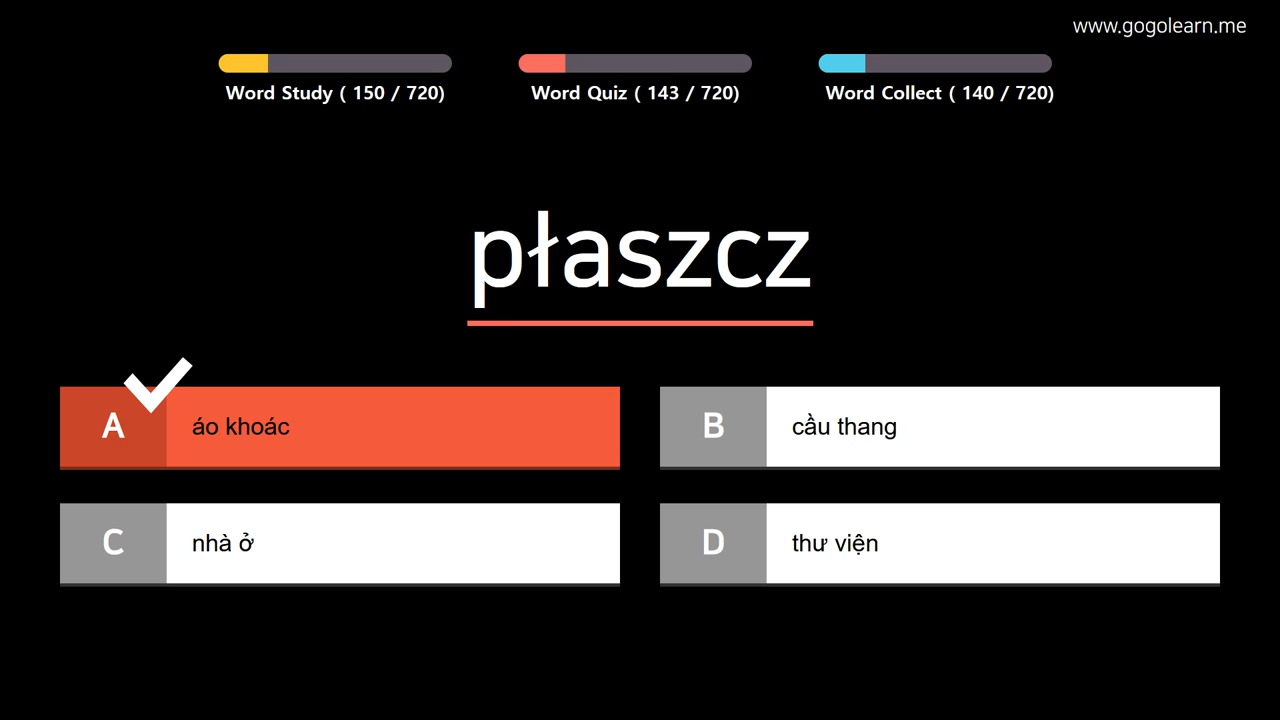 www.gogolearn.me
Word Study ( 150 / 720)
Word Quiz ( 143 / 720)
Word Collect ( 140 / 720)
płaszcz
A
áo khoác
B
cầu thang
C
nhà ở
D
thư viện